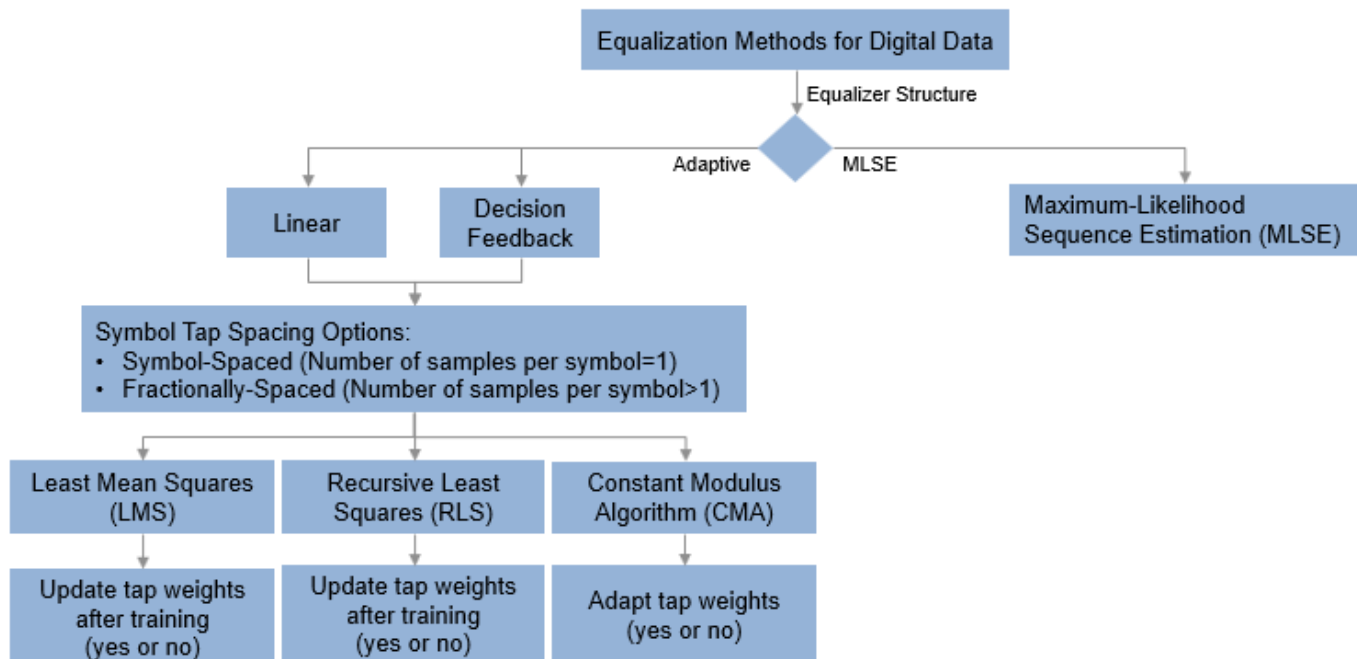 Equalization Methods for Digital Data
Equalizer Structure
Adaptive
MLSE
Linear
Decision
Feedback
Maximum-Likelihood
Sequence Estimation (MLSE)
Symbol Tap Spacing Options:
• Symbol-Spaced (Number of samples per symbol=1)
• Fractionally-Spaced (Number of samples per symbol>1)
Least Mean Squares
(LMS)
Recursive Least
Squares (RLS)
Constant Modulus
Algorithm (CMA)
Update tap weights
after training
(yes or no)
Update tap weights
after training
(yes or no)
Adapt tap weights
(yes or no)